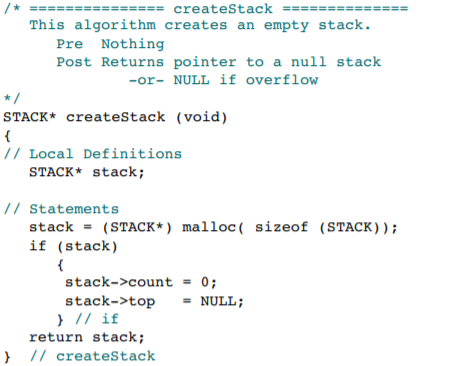 /* =============== createStack ==============
   This algorithm creates an empty stack.
      Pre  Nothing
      Post Returns pointer to a null stack
              -or- NULL if overflow
*/
STACK* createStack (void)
{
// Local Definitions
   STACK* stack;

// Statements
   stack = (STACK*) malloc( sizeof (STACK));
   if (stack)
      {
       stack->count = 0;
       stack->top   = NULL;
      } // if
   return stack;
}  // createStack